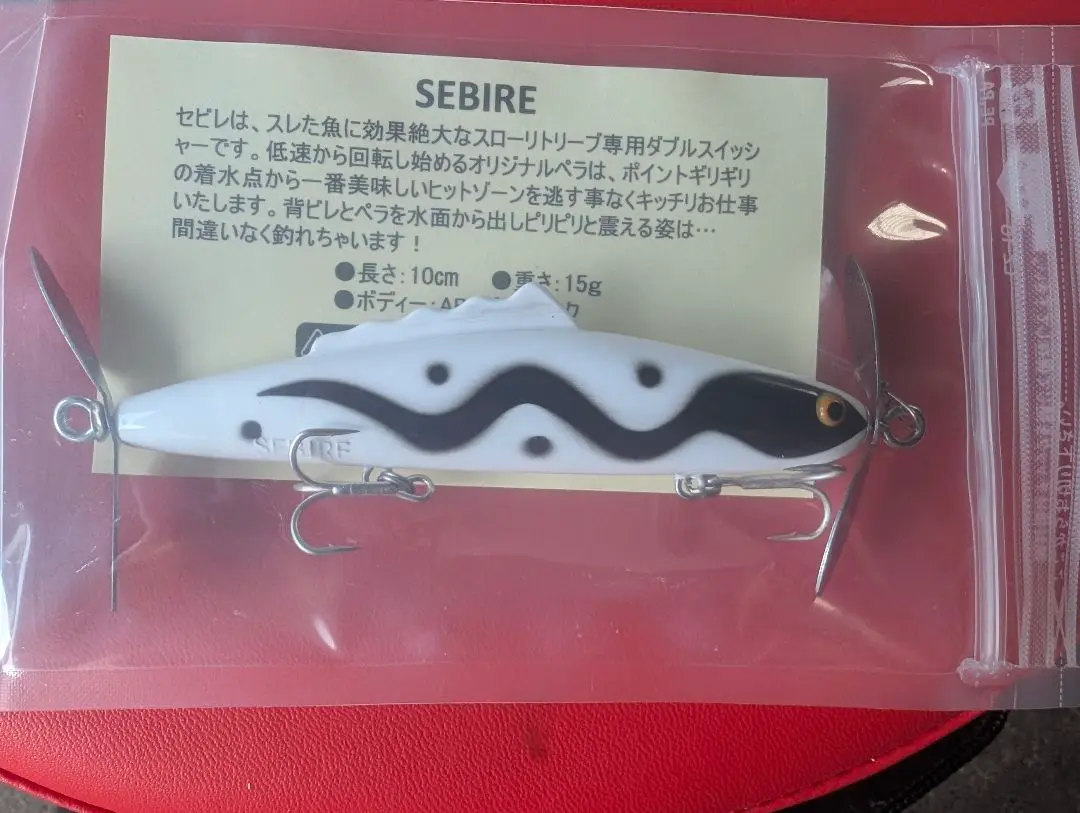 SEBIRE
セビレは、スレた魚に効果絶大なスローリトリーブ専用ダブルスイッシ
ャーです。低速から回転し始めるオリジナルペラは、ポイントギリギリ
の着水点から一番美味しいヒットゾーンを逃す事なくキッチリお仕事
いたします。背ビレとペラを水面から出しピリピリと震える姿は…
間違いなく釣れちゃいます！
●長さ：10cm ●重さ：15g
●ボディー：
SEBIRE